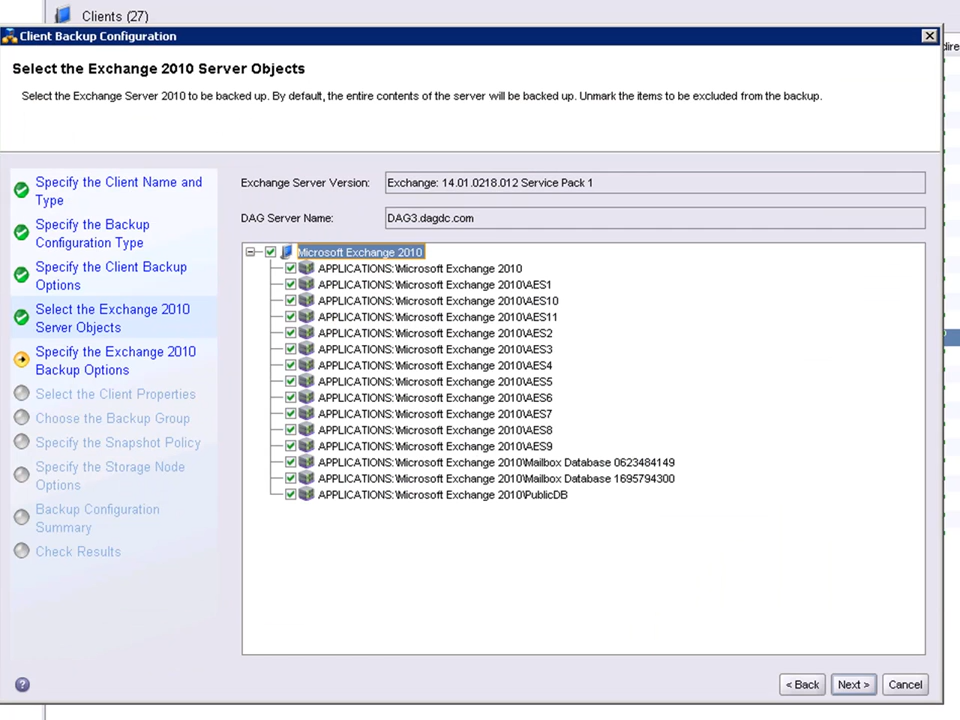 Clients (27)
Client Backup Configuration
dire
Select the Exchange 2010 Server Objects
Select the Exchange Server 2010 to be backed up. By default, the entire contents of the server will be backed up. Unmark the items to be excluded from the backup.
Specify the Client Name and
Type
Specify the Backup
Configuration Type
Specify the Client Backup
Options
Select the Exchange 2010
Server Objects
Specify the Exchange 2010
Backup Options
Select the Client Properties
Choose the Backup Group
Specify the Snapshot Policy
Specify the Storage Node
Options
Backup Configuration
Summary
Check Results
Exchange Server Version: Exchange: 14.01.0218.012 Service Pack 1
DAG Server Name: DAG3.dagdc.com
Microsoft Exchange 2010
APPLICATIONS:\Microsoft Exchange 2010
APPLICATIONS:\Microsoft Exchange 2010\AES1
APPLICATIONS:\Microsoft Exchange 2010\AES10
APPLICATIONS:\Microsoft Exchange 2010\AES11
APPLICATIONS:\Microsoft Exchange 2010\AES2
APPLICATIONS:\Microsoft Exchange 2010\AES3
APPLICATIONS:\Microsoft Exchange 2010\AES4
APPLICATIONS:\Microsoft Exchange 2010\AES5
APPLICATIONS:\Microsoft Exchange 2010\AES6
APPLICATIONS:\Microsoft Exchange 2010\AES7
APPLICATIONS:\Microsoft Exchange 2010\AES8
APPLICATIONS:\Microsoft Exchange 2010\AES9
APPLICATIONS:\Microsoft Exchange 2010\Mailbox Database 0623484149
APPLICATIONS:\Microsoft Exchange 2010\Mailbox Database 1695794300
APPLICATIONS:\Microsoft Exchange 2010\PublicDB
< Back Next > Cancel